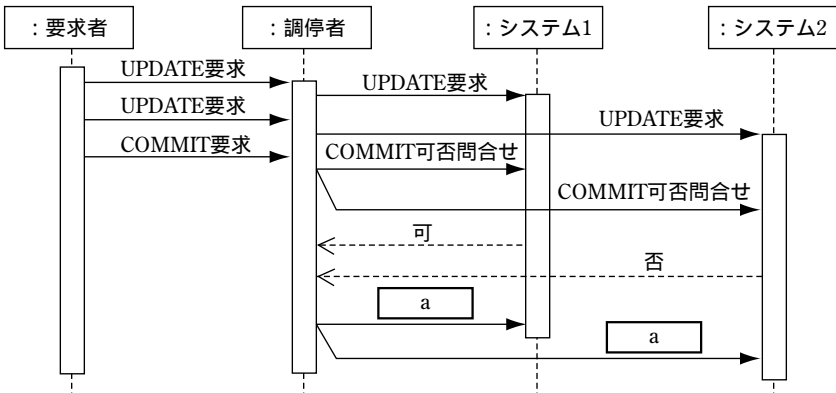 ：要求者
：調停者
：システム1
：システム2
UPDATE要求
UPDATE要求
UPDATE要求
UPDATE要求
COMMIT要求
COMMIT可否問合せ
COMMIT可否問合せ
可
否
a
a